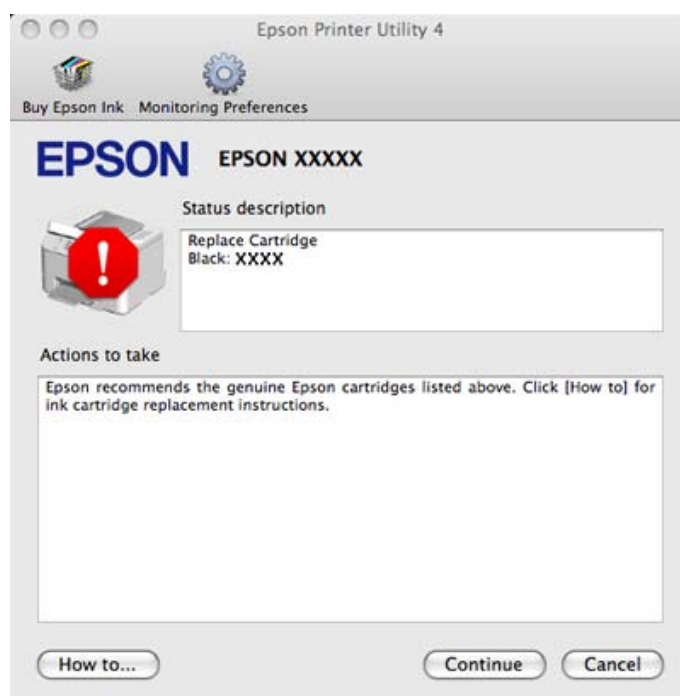 Epson Printer Utility 4
Buy Epson Ink Monitoring Preferences
EPSON EPSON XXXXX
Status description
Replace Cartridge
Black: XXXX
Actions to take
Epson recommends the genuine Epson cartridges listed above. Click [How to] for
ink cartridge replacement instructions.
How to... Continue Cancel